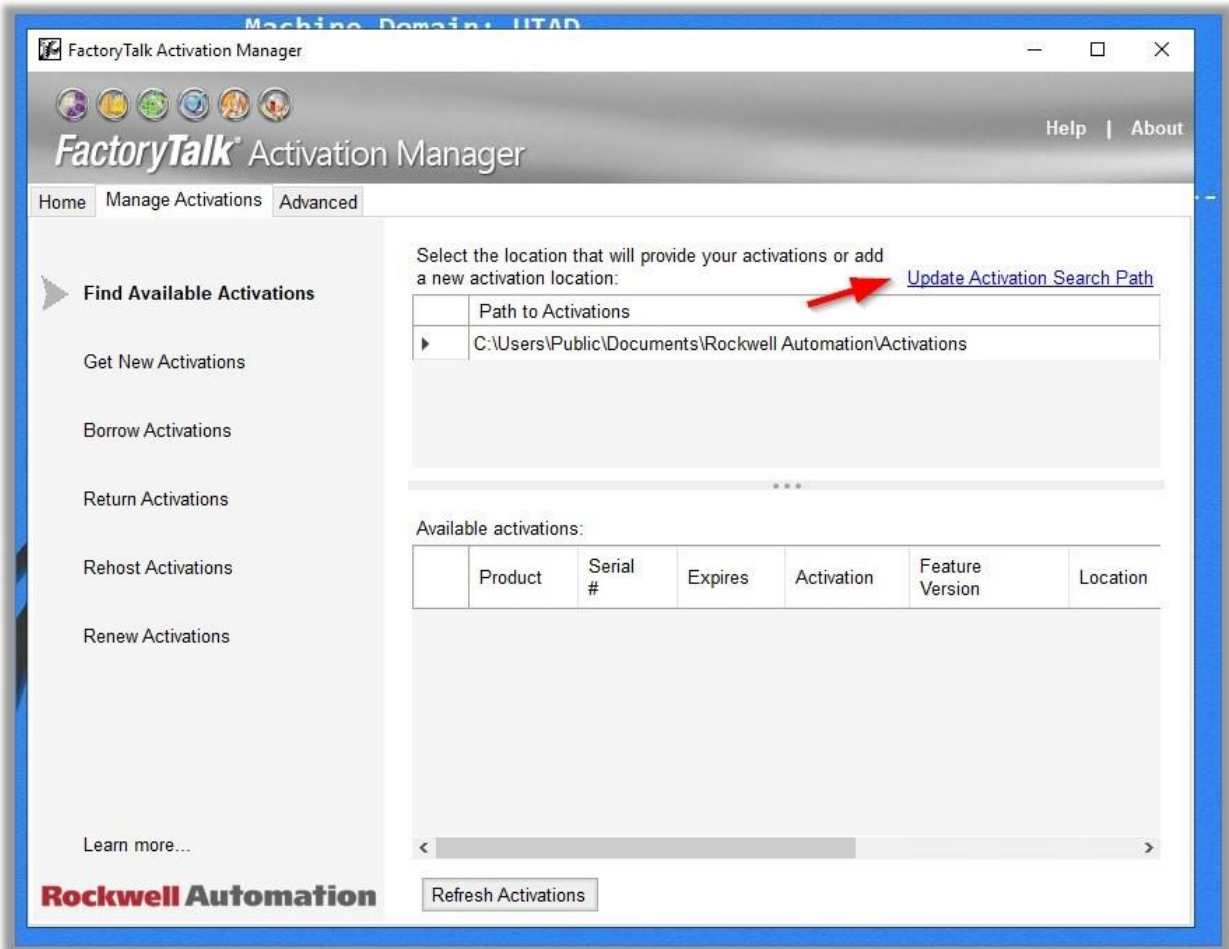 Machine Domain: UTAD
FactoryTalk Activation Manager
FactoryTalk Activation Manager
Help | About
Home Manage Activations Advanced
Select the location that will provide your activations or add
a new activation location:
Update Activation Search Path
Find Available Activations
Path to Activations
C:\Users\Public\Documents\Rockwell Automation\Activations
Get New Activations
Borrow Activations
Return Activations
Available activations:
Rehost Activations
Product Serial # Expires Activation Feature Version Location
Renew Activations
Learn more...
Rockwell Automation
Refresh Activations